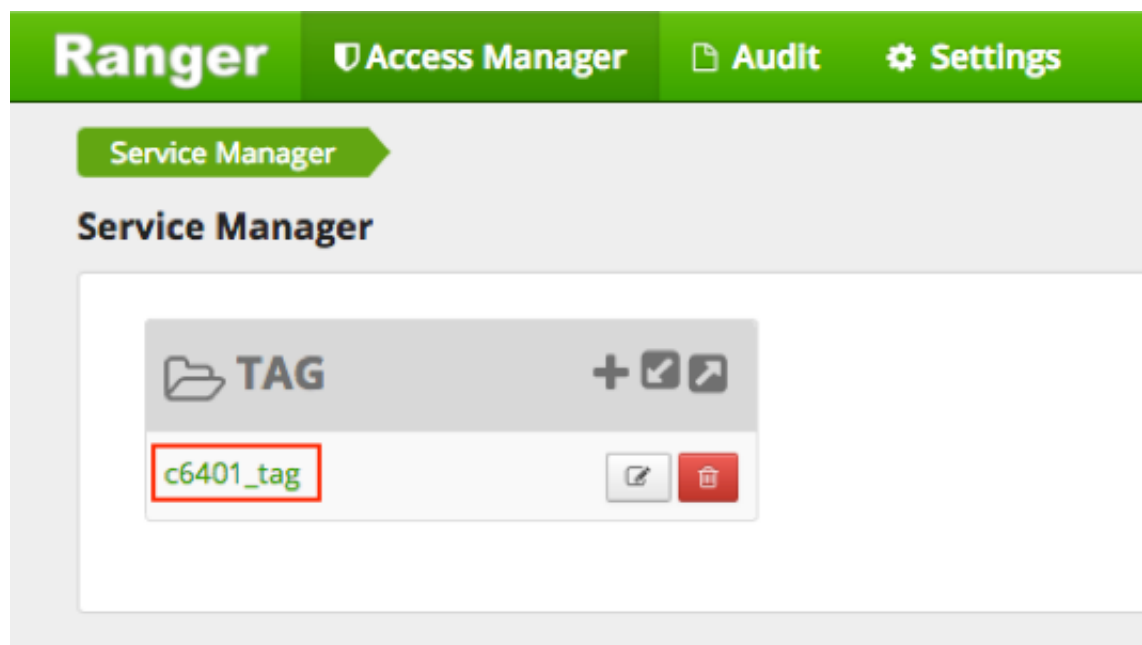 Ranger Access Manager Audit Settings
Service Manager
Service Manager
TAG
c6401_tag